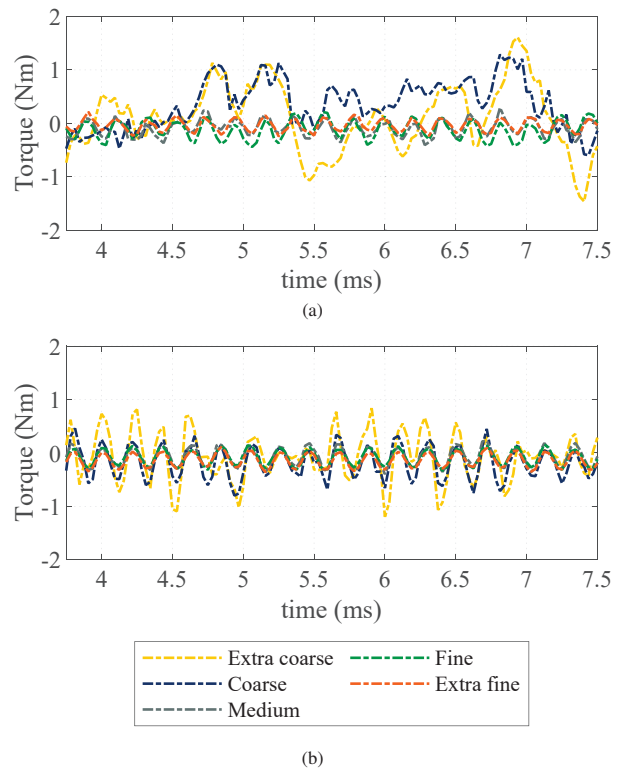 2
1
0
-1
-2
Torque (Nm)
4 4.5 5 5.5 6 6.5 7 7.5
time (ms)
(a)
2
1
0
-1
-2
Torque (Nm)
4 4.5 5 5.5 6 6.5 7 7.5
time (ms)
Extra coarse Fine
Coarse Extra fine
Medium
(b)